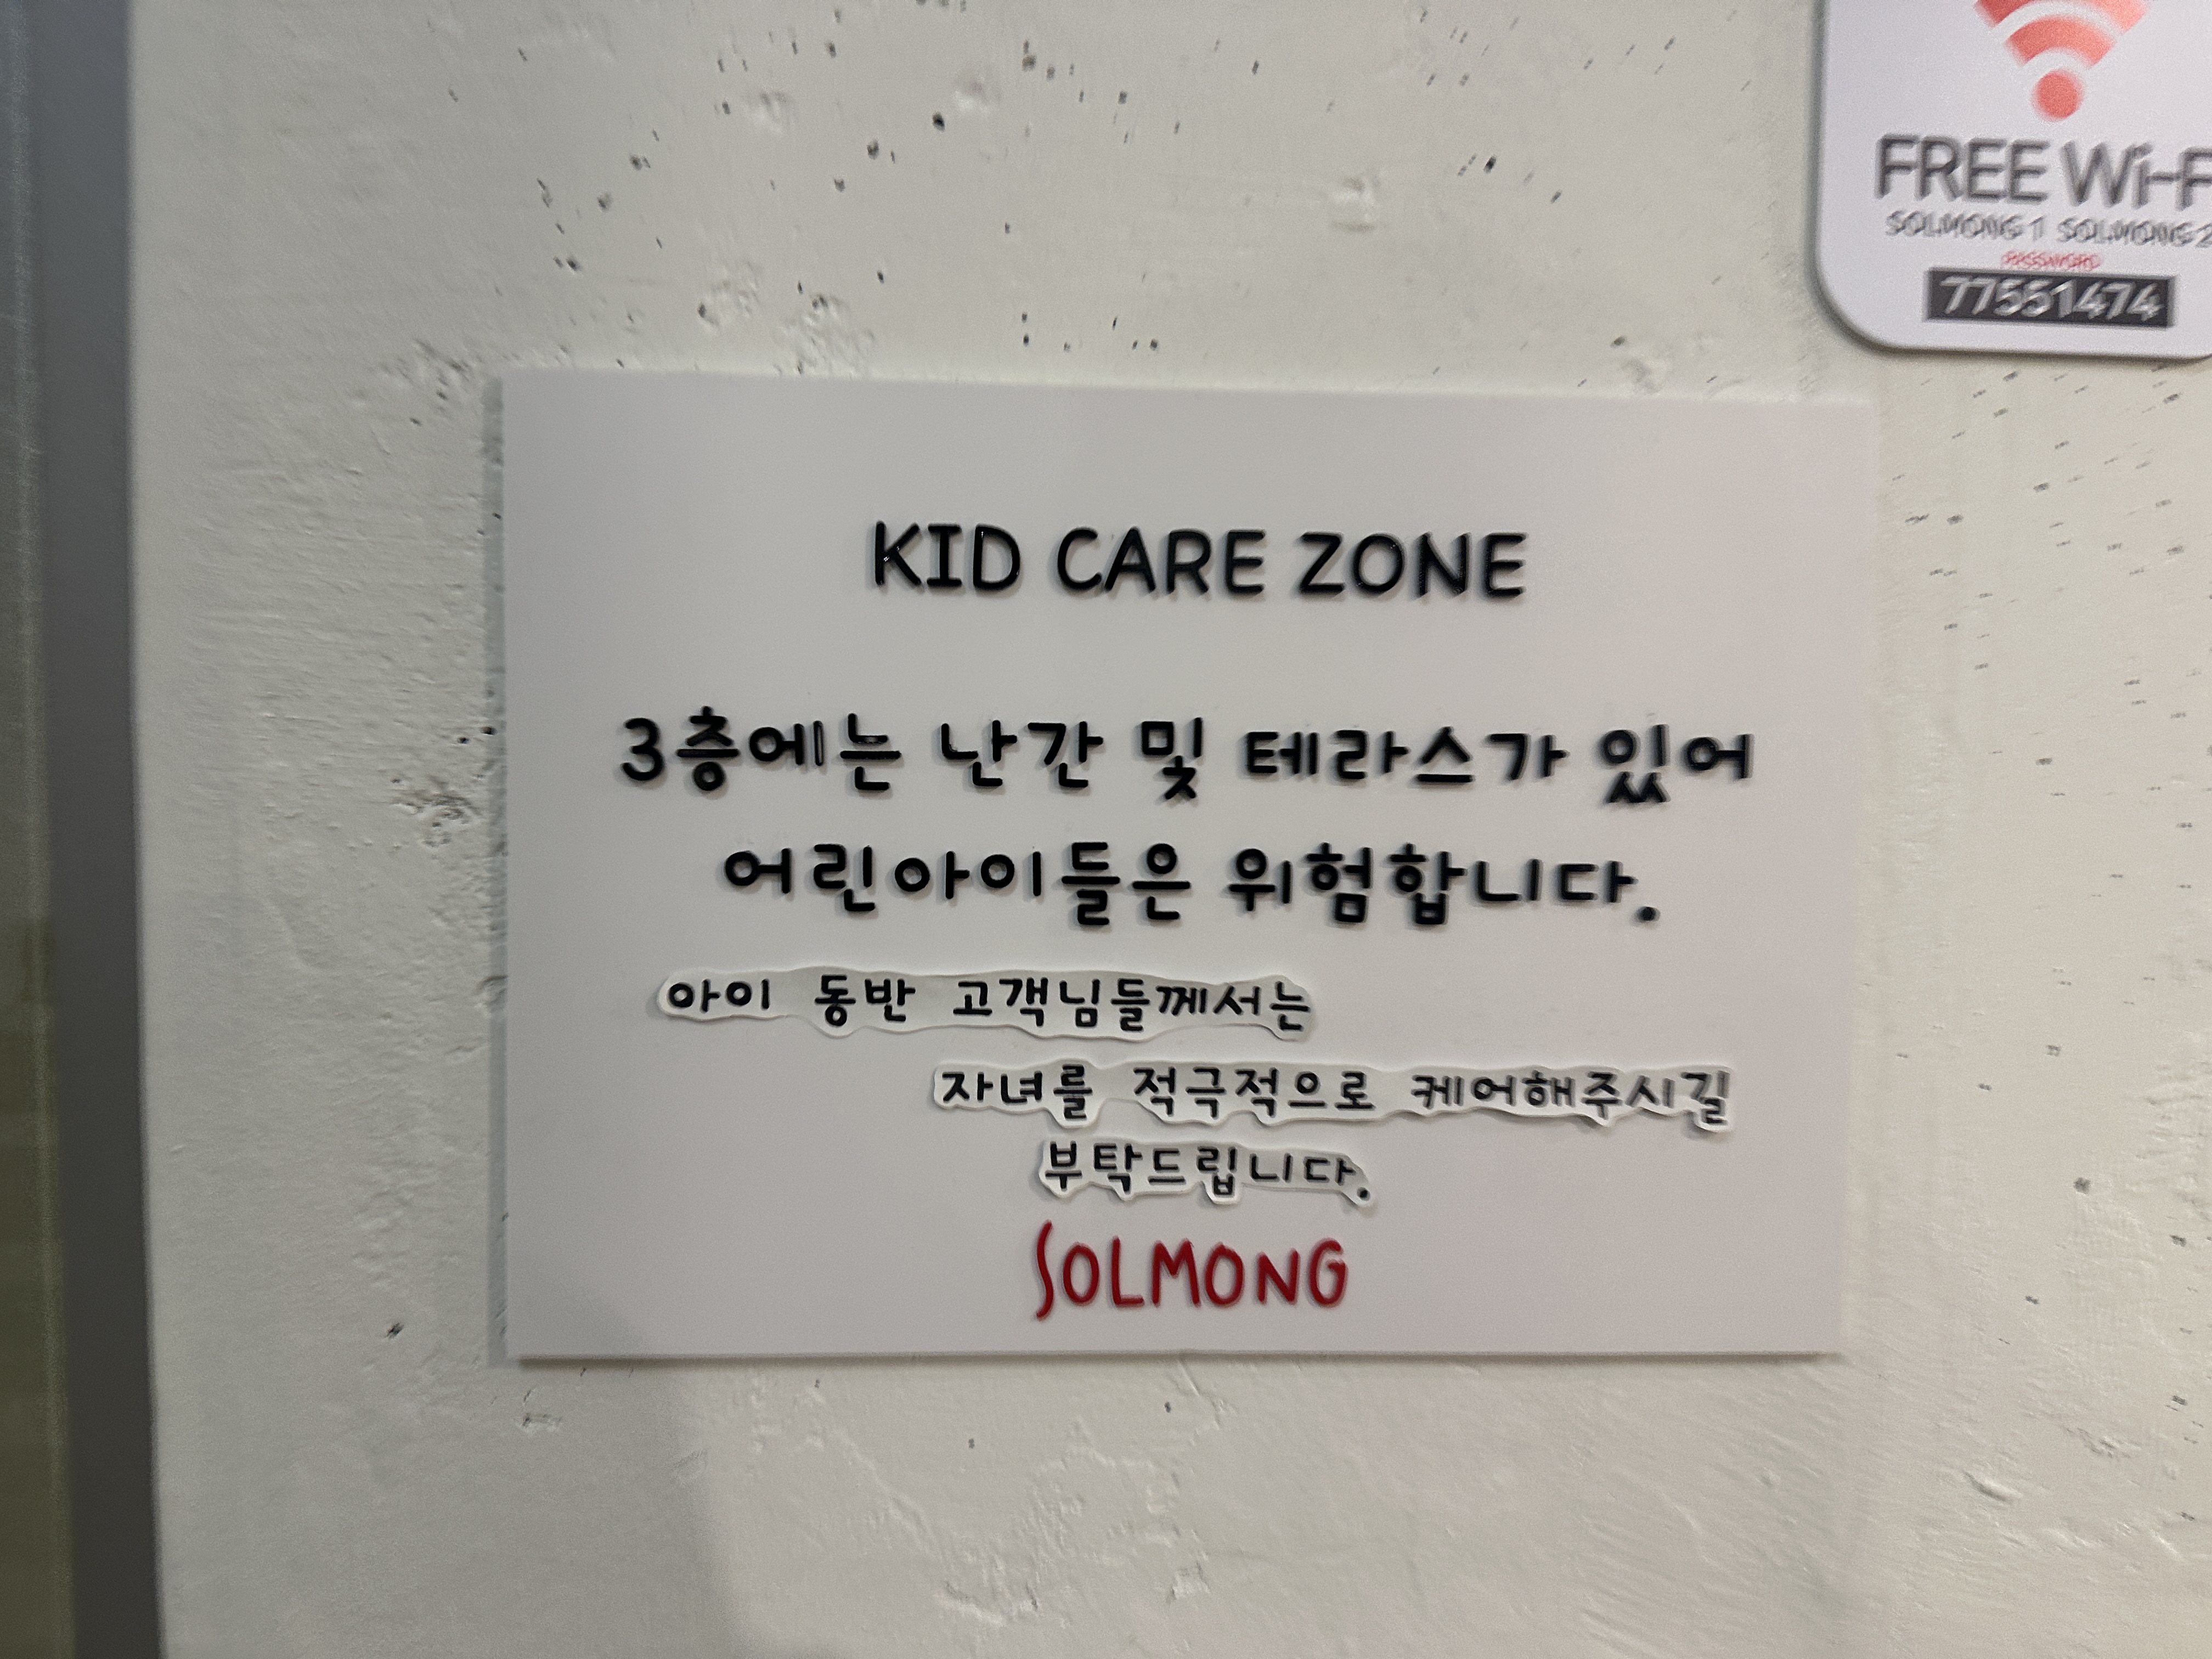 FREE Wi-F
SOLMONG 1 SOLMONG 2
PASSWORD
77551474
KID CARE ZONE
3층에는 난간 및 테라스가 있어
어린아이들은 위험합니다.
아이 동반 고객님들께서는
자녀를 적극적으로 케어해주시길
부탁드립니다.
SOLMONG